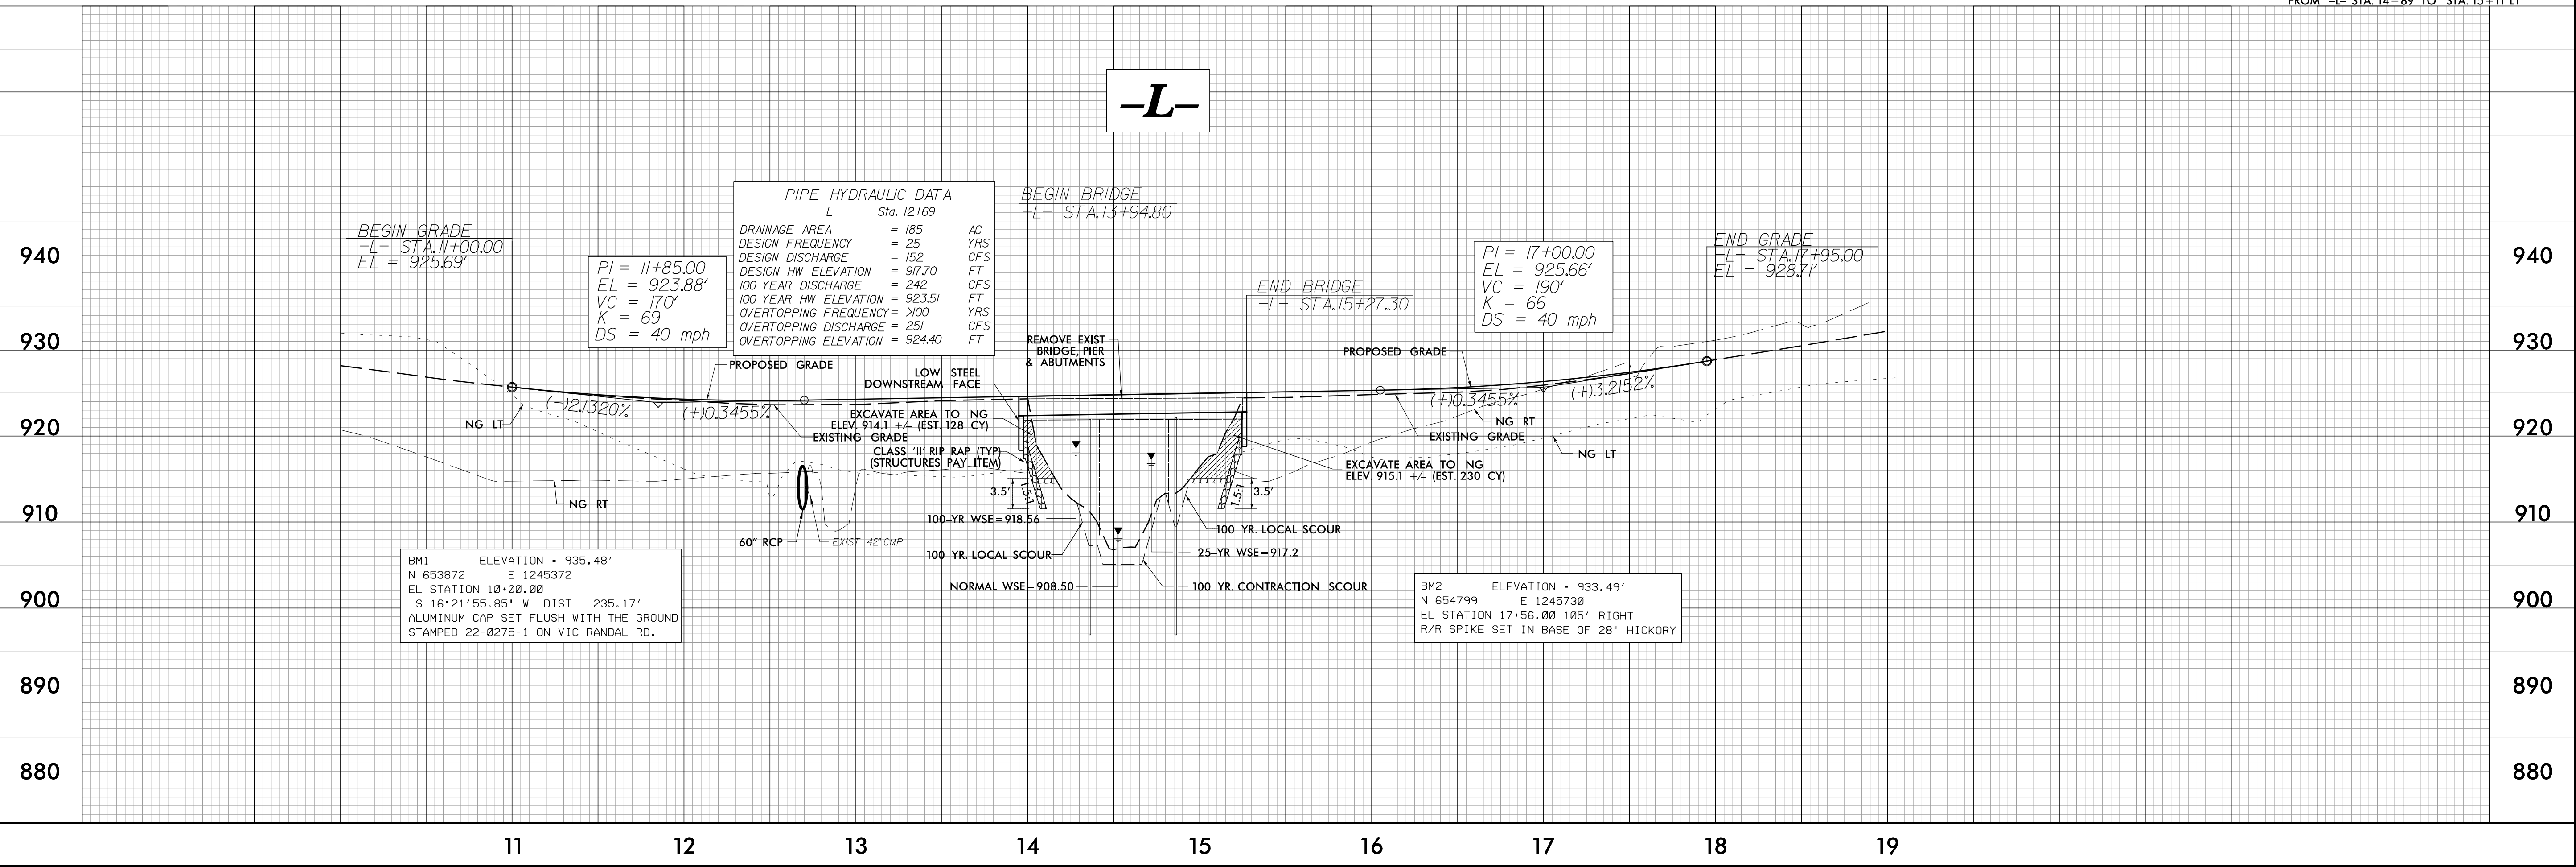 FROM -L- STA. 14+89 TO STA. 15+11 LT
-L-
PIPE HYDRAULIC DATA
-L- Sta. 12+69
DRAINAGE AREA = 185 AC
DESIGN FREQUENCY = 25 YRS
DESIGN DISCHARGE = 152 CFS
DESIGN HW ELEVATION = 917.70 FT
100 YEAR DISCHARGE = 242 CFS
100 YEAR HW ELEVATION = 923.51 FT
OVERTOPPING FREQUENCY = >100 YRS
OVERTOPPING DISCHARGE = 251 CFS
OVERTOPPING ELEVATION = 924.40 FT
BEGIN BRIDGE
-L- STA.13+94.80
BEGIN GRADE
-L- STA.11+00.00
EL = 925.69'
PI = 11+85.00
EL = 923.88'
VC = 170'
K = 69
DS = 40 mph
END BRIDGE
-L- STA.15+27.30
PI = 17+00.00
EL = 925.66'
VC = 190'
K = 66
DS = 40 mph
END GRADE
-L- STA.17+95.00
EL = 928.71'
940
940
930
930
920
920
910
910
900
900
890
890
880
880
REMOVE EXIST
BRIDGE, PIER
& ABUTMENTS
PROPOSED GRADE
PROPOSED GRADE
LOW STEEL
DOWNSTREAM FACE
(-)2.1320%
(+)0.3455%
(+)0.3455%
(+)3.2152%
EXCAVATE AREA TO NG
ELEV. 914.1 +/- (EST. 128 CY)
EXISTING GRADE
EXISTING GRADE
NG LT
NG RT
NG LT
CLASS 'II' RIP RAP (TYP)
(STRUCTURES PAY ITEM)
EXCAVATE AREA TO NG
ELEV. 915.1 +/- (EST. 230 CY)
3.5'
1.5:1
1.5:1
3.5'
NG RT
100-YR WSE=918.56
100 YR. LOCAL SCOUR
60" RCP
EXIST 42" CMP
100 YR. LOCAL SCOUR
25-YR WSE=917.2
NORMAL WSE=908.50
100 YR. CONTRACTION SCOUR
BM1 ELEVATION = 935.48'
N 653872 E 1245372
EL STATION 10+00.00
S 16°21'55.85" W DIST 235.17'
ALUMINUM CAP SET FLUSH WITH THE GROUND
STAMPED 22-0275-1 ON VIC RANDAL RD.
BM2 ELEVATION = 933.49'
N 654799 E 1245730
EL STATION 17+56.00 105' RIGHT
R/R SPIKE SET IN BASE OF 28" HICKORY
11
12
13
14
15
16
17
18
19